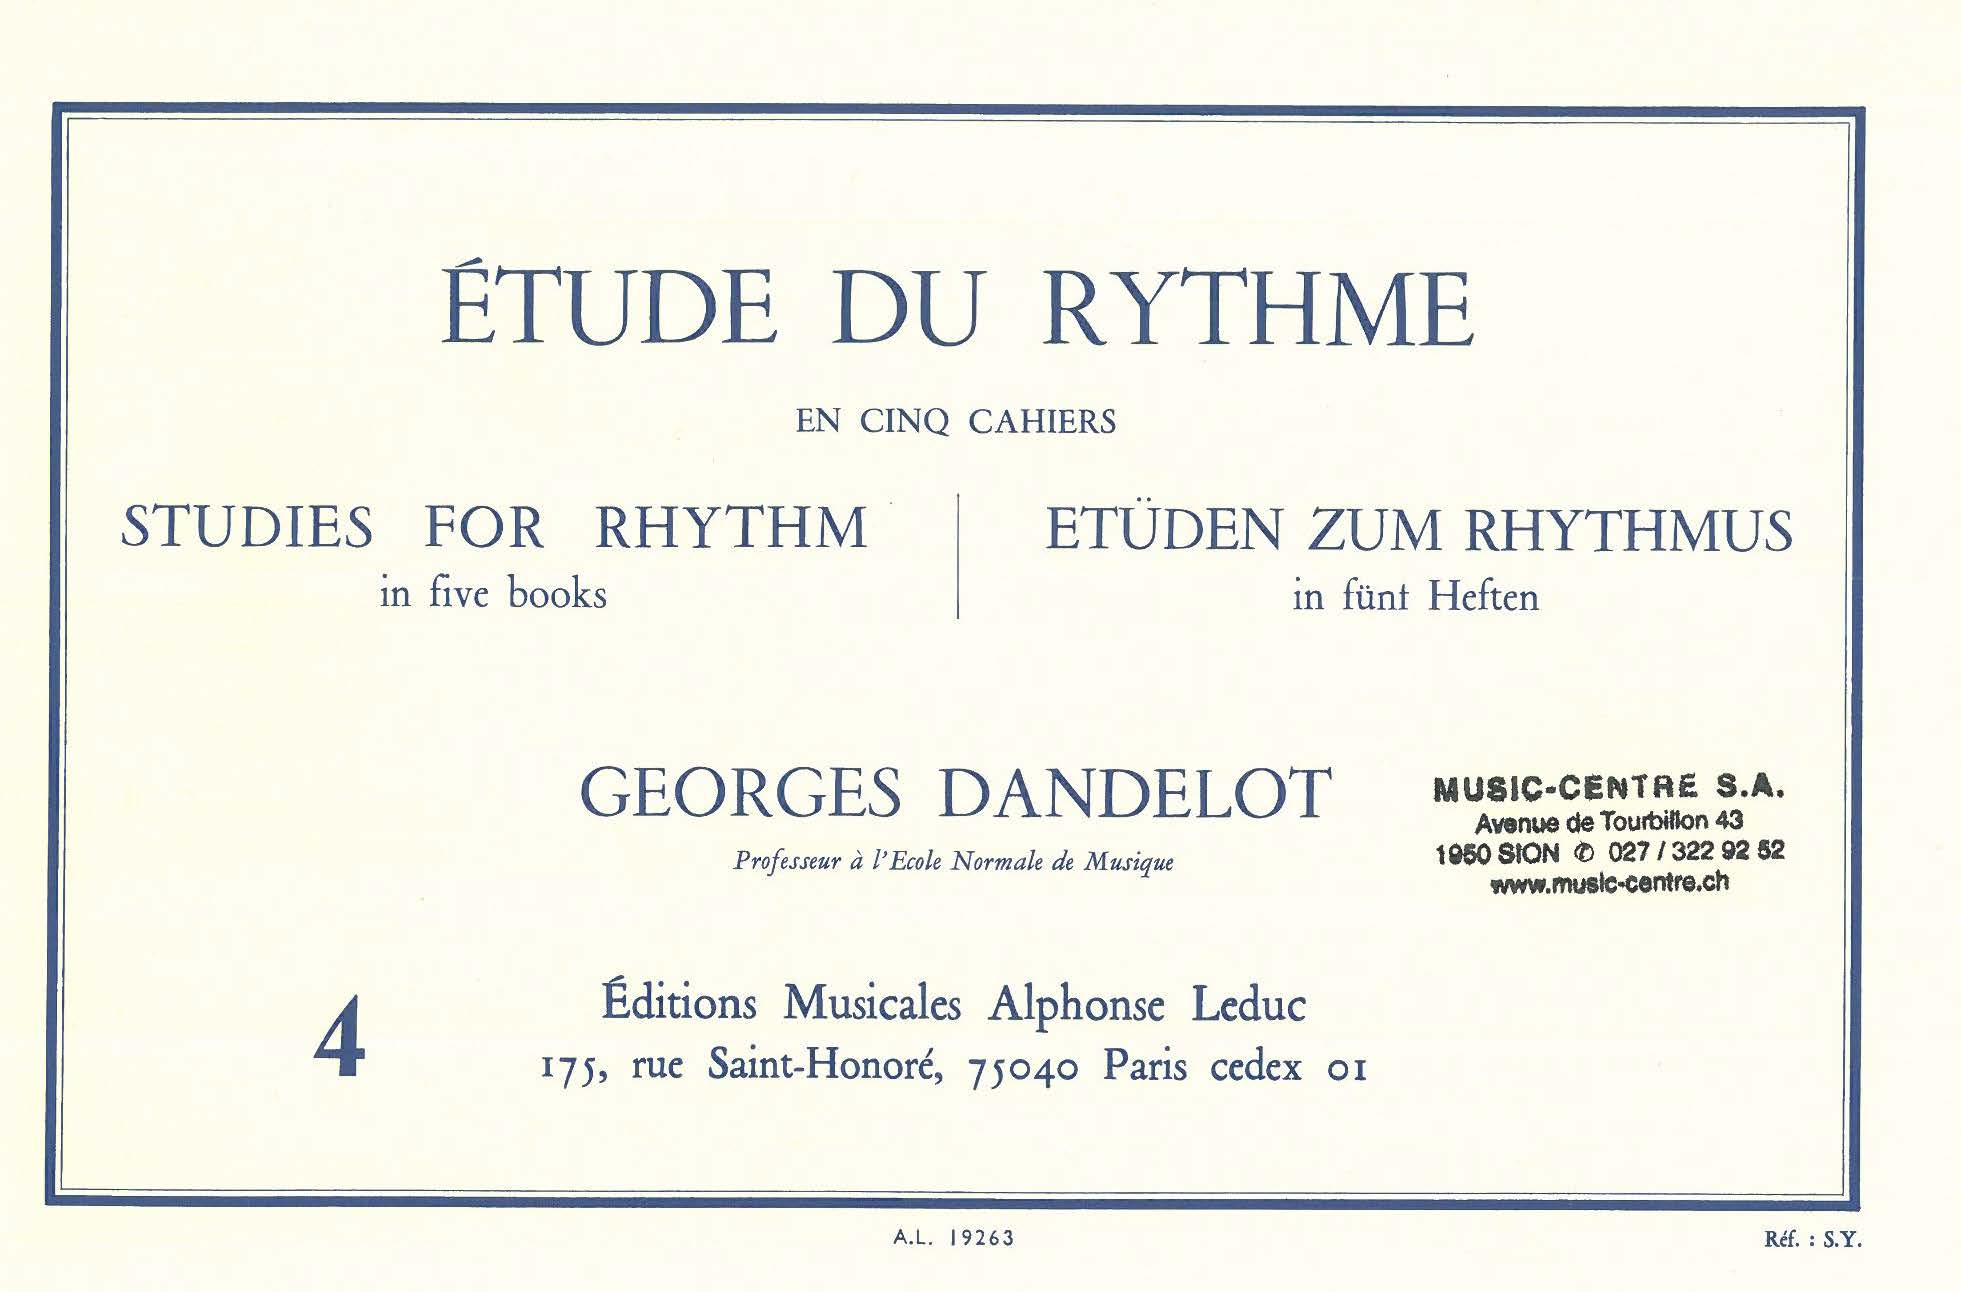 ÉTUDE DU RYTHME
EN CINQ CAHIERS
STUDIES FOR RHYTHM
in five books
ETÜDEN ZUM RHYTHMUS
in fünf Heften
GEORGES DANDELOT
Professeur à l'Ecole Normale de Musique
MUSIC-CENTRE S.A.
Avenue de Tourbillon 43
1950 SION ✆ 027 / 322 92 52
www.music-centre.ch
4
Éditions Musicales Alphonse Leduc
175, rue Saint-Honoré, 75040 Paris cedex 01
A.L. 19263
Réf. : S.Y.